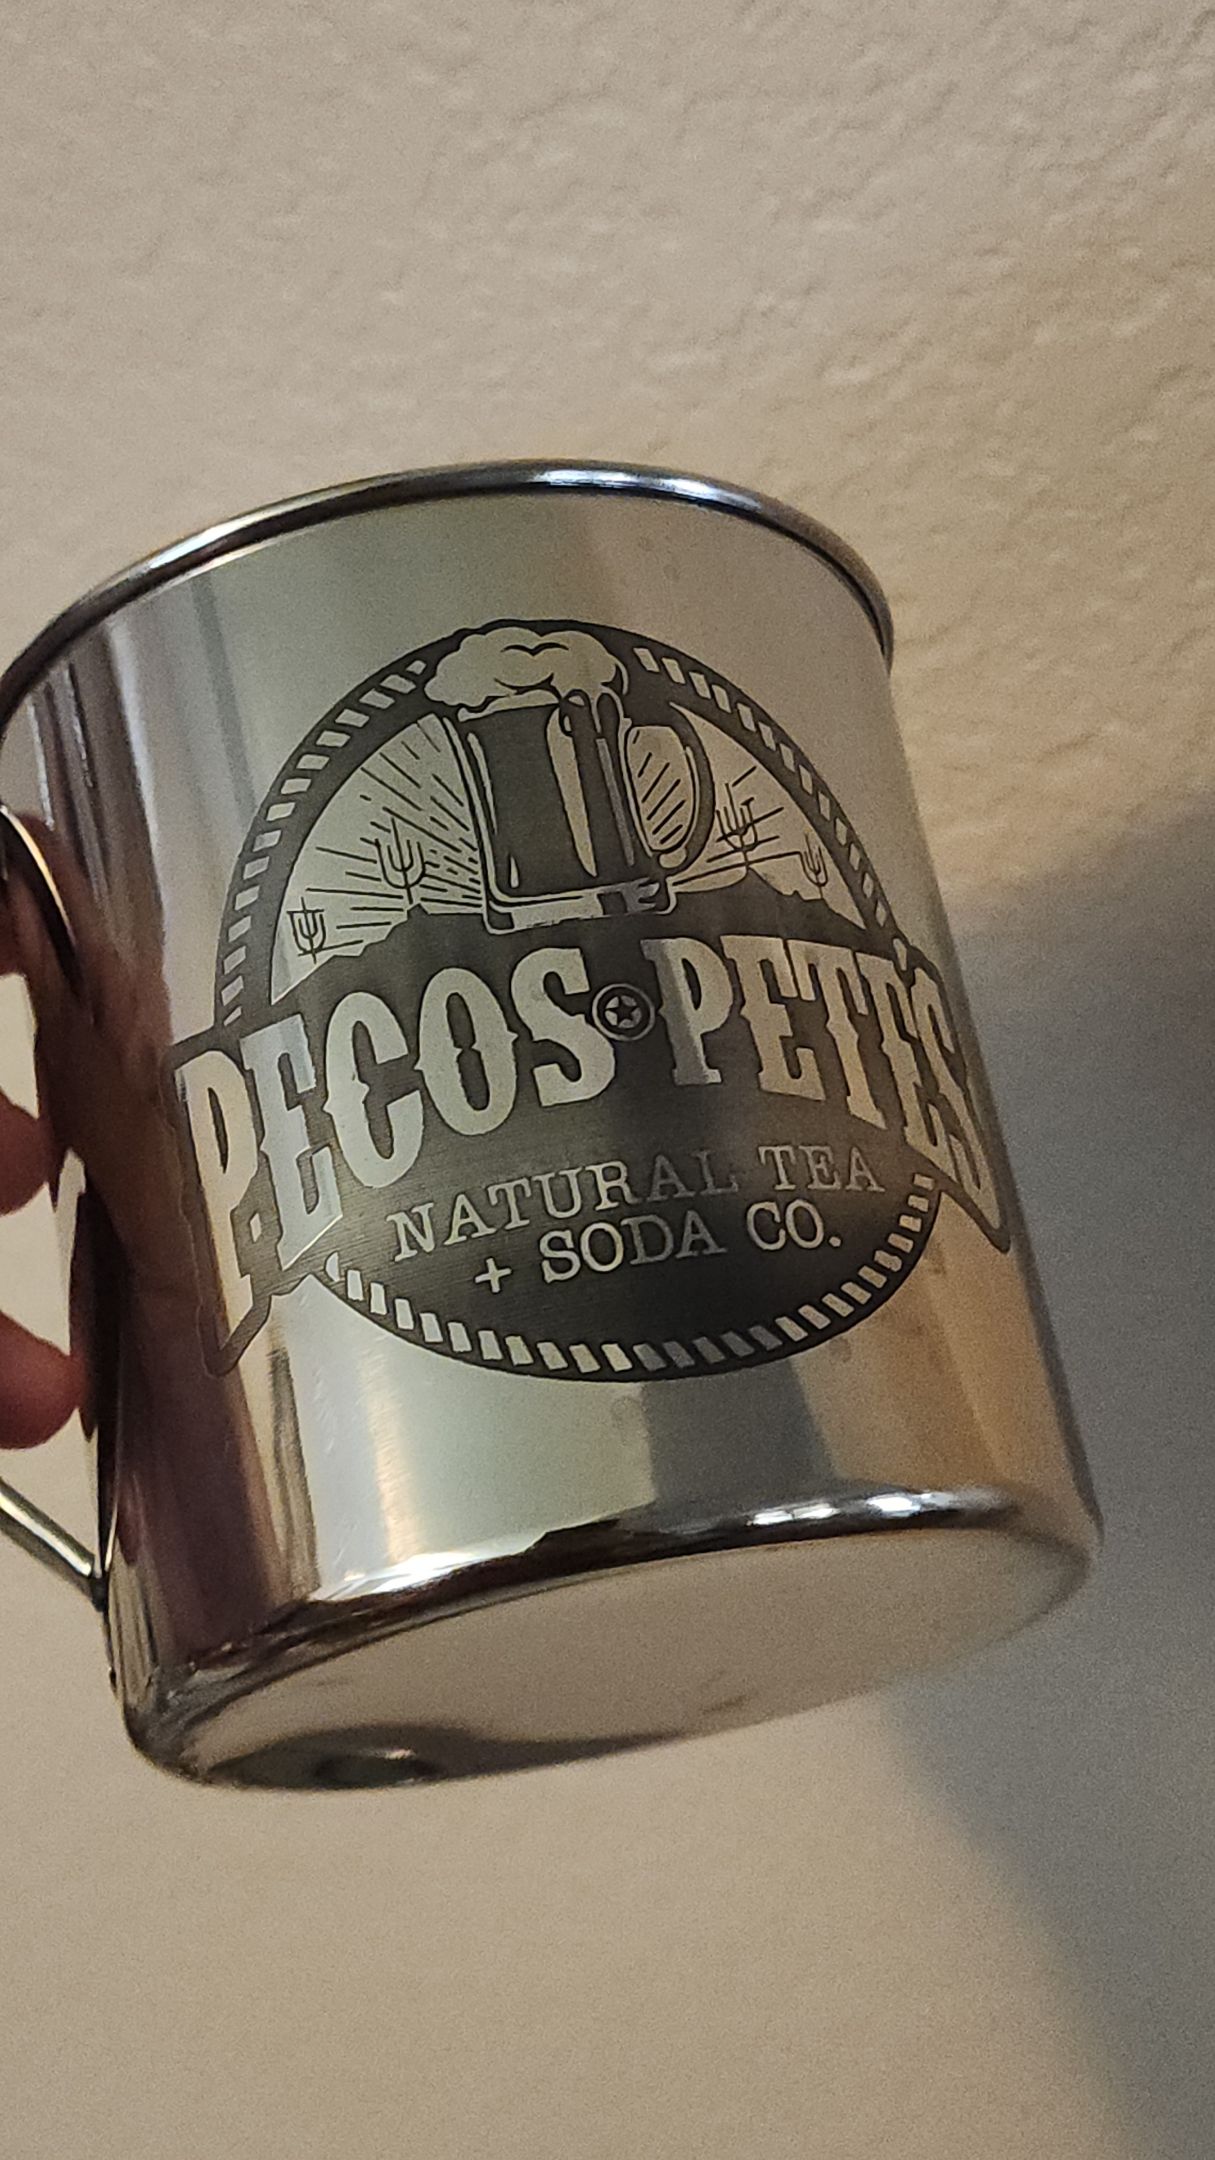 PECOS PETE'S
NATURAL TEA
+ SODA CO.